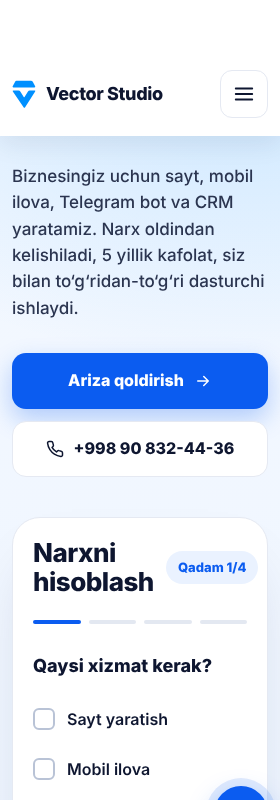 Vector Studio
Biznesingiz uchun sayt, mobil
ilova, Telegram bot va CRM
yaratamiz. Narx oldindan
kelishiladi, 5 yillik kafolat, siz
bilan to‘g‘ridan-to‘g‘ri dasturchi
ishlaydi.
Ariza qoldirish →
+998 90 832-44-36
Narxni
hisoblash
Qadam 1/4
Qaysi xizmat kerak?
Sayt yaratish
Mobil ilova